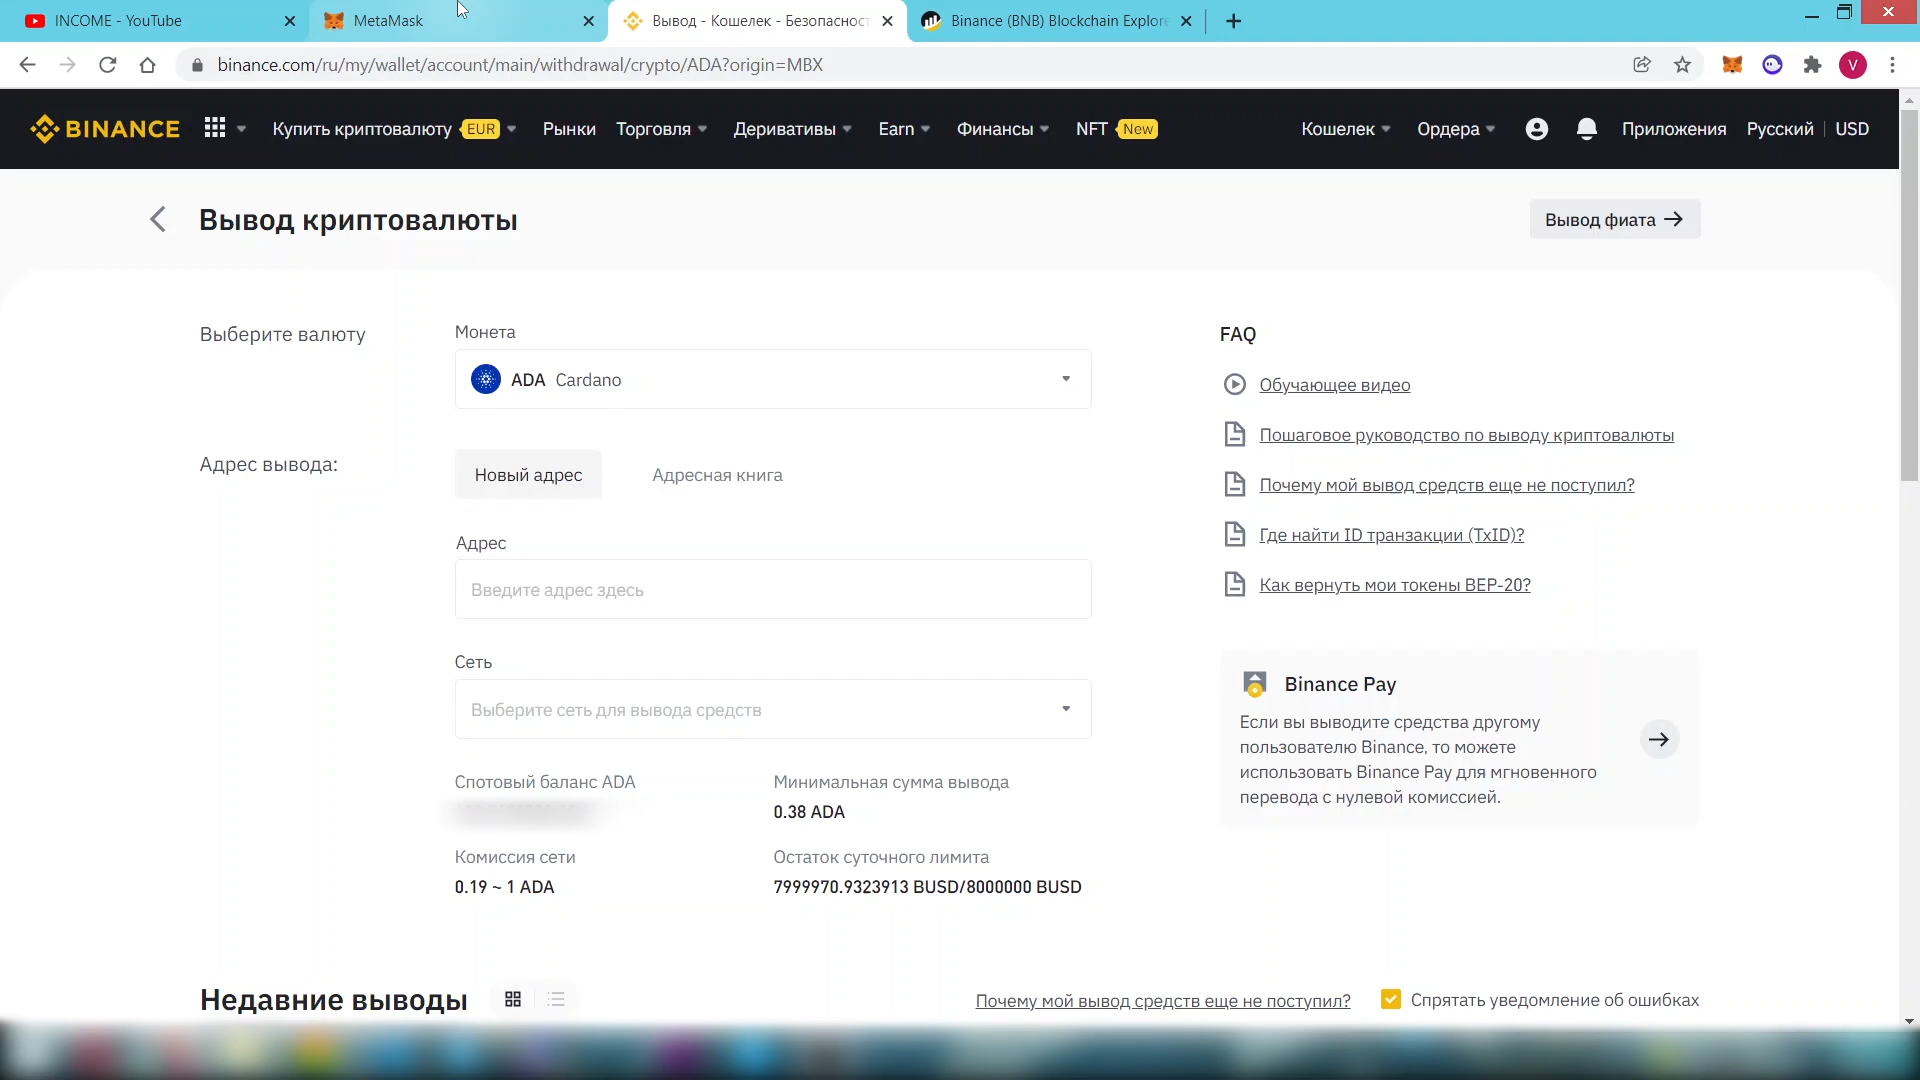 INCOME - YouTube
MetaMask
Вывод - Кошелек - Безопасност
Binance (BNB) Blockchain Explore
binance.com/ru/my/wallet/account/main/withdrawal/crypto/ADA?origin=MBX
V
BINANCE
Купить криптовалюту EUR
Рынки
Торговля
Деривативы
Earn
Финансы
NFT New
Кошелек
Ордера
Приложения
Русский
USD
Вывод криптовалюты
Вывод фиата
Выберите валюту
Монета
ADA Cardano
Адрес вывода:
Новый адрес
Адресная книга
Адрес
Введите адрес здесь
Сеть
Выберите сеть для вывода средств
Спотовый баланс ADA
Минимальная сумма вывода
0.38 ADA
Комиссия сети
0.19 ~ 1 ADA
Остаток суточного лимита
7999970.9323913 BUSD/8000000 BUSD
FAQ
Обучающее видео
Пошаговое руководство по выводу криптовалюты
Почему мой вывод средств еще не поступил?
Где найти ID транзакции (TxID)?
Как вернуть мои токены BEP-20?
Binance Pay
Если вы выводите средства другому
пользователю Binance, то можете
использовать Binance Pay для мгновенного
перевода с нулевой комиссией.
Недавние выводы
Почему мой вывод средств еще не поступил?
Спрятать уведомление об ошибках